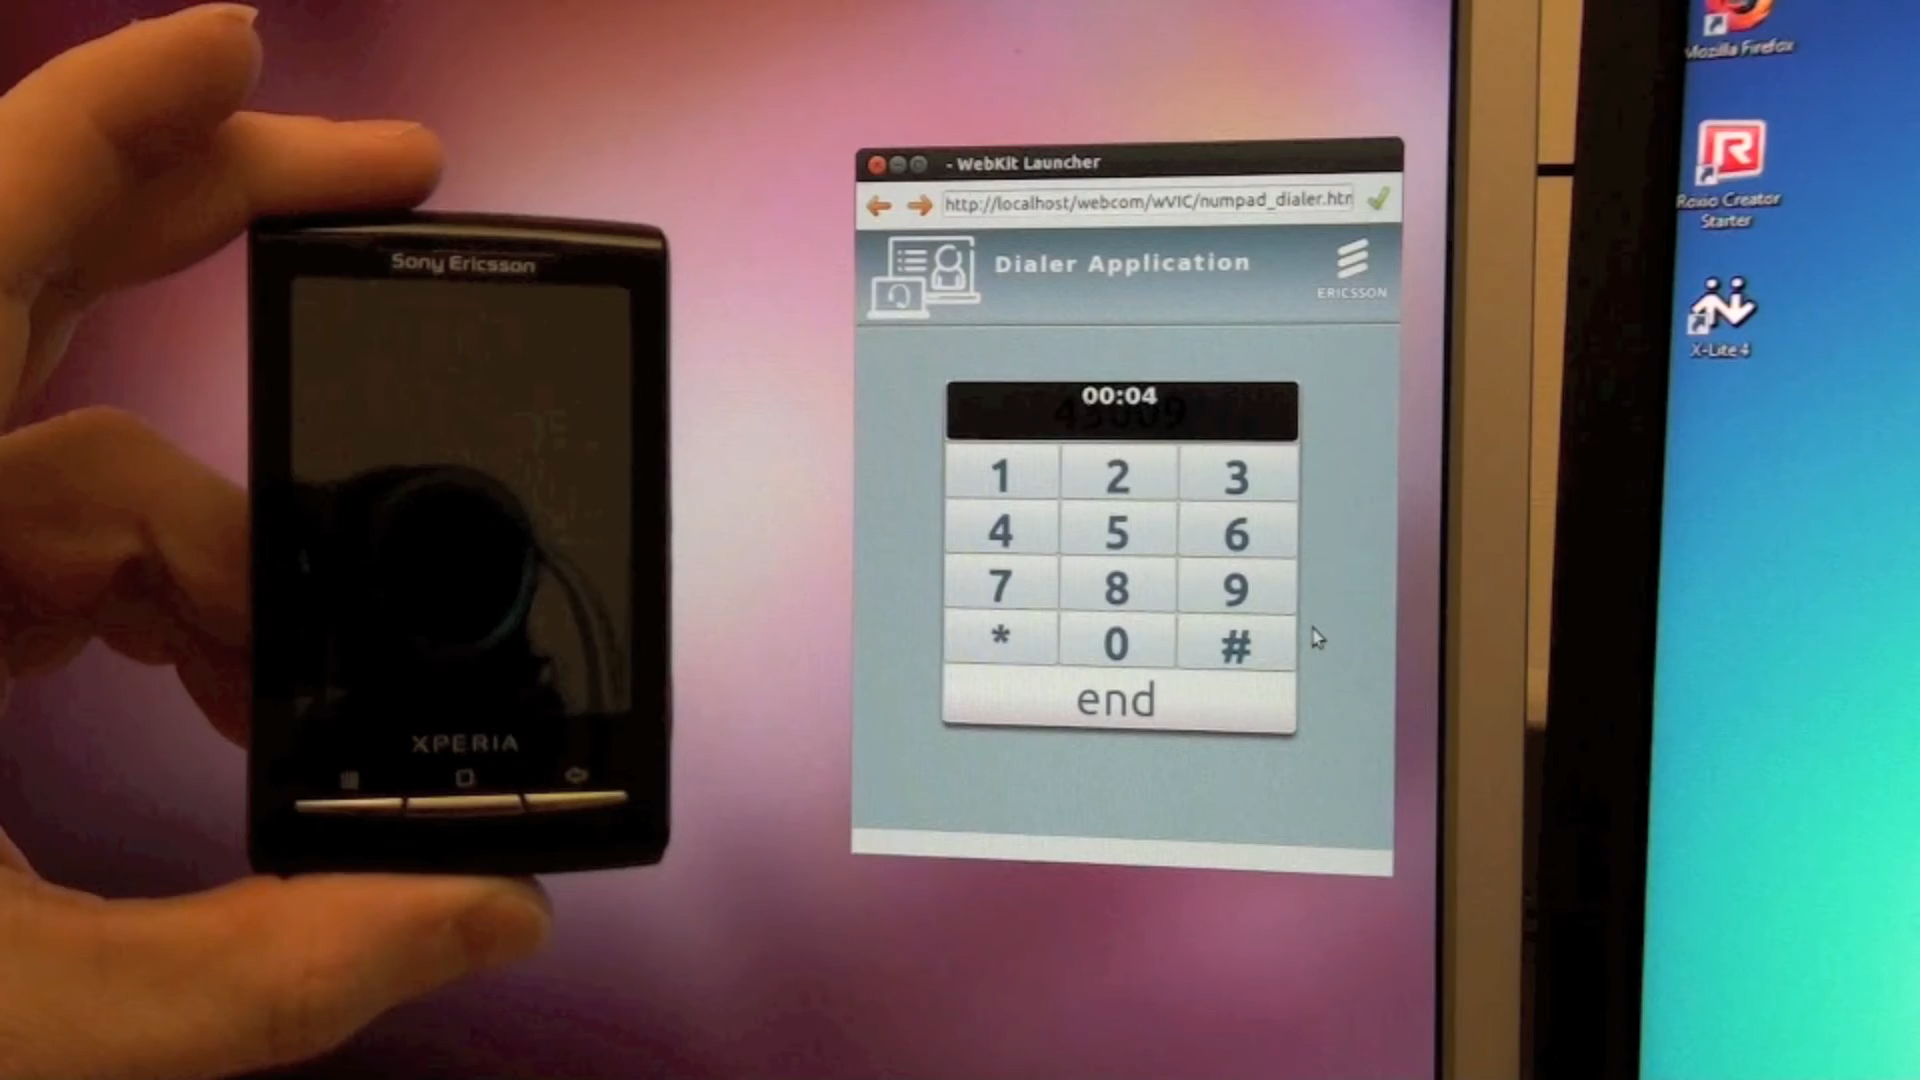 Mozilla Firefox
- WebKit Launcher
http://localhost/webcom/wVIC/numpad_dialer.htm
Roxio Creator
Starter
Sony Ericsson
Dialer Application
ERICSSON
X-Lite 4
00:04
1 2 3
4 5 6
7 8 9
* 0 #
end
XPERIA